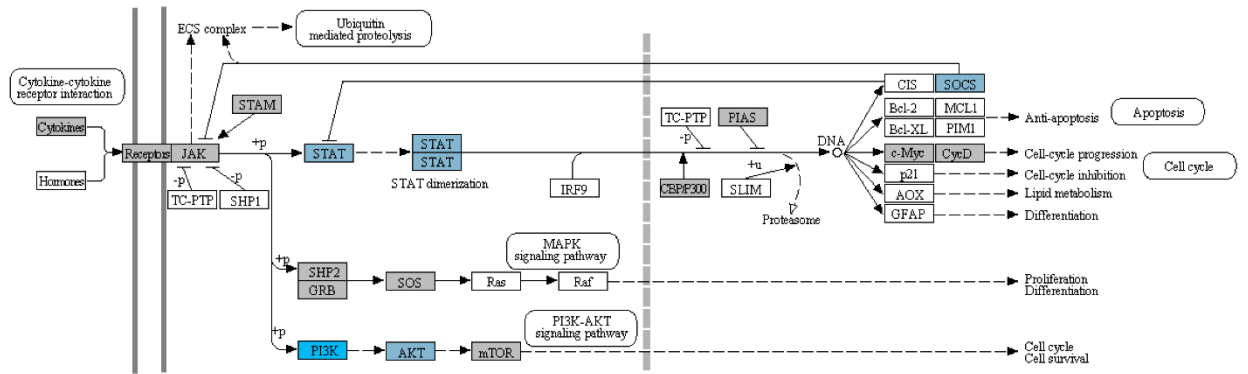 ECS complex
Ubiquitin
mediated proteolysis
Cytokine-cytokine
receptor interaction
STAM
CIS
SOCS
Cytokines
TC-PTP
PIAS
Bcl-2
MCL1
Anti-apoptosis
Apoptosis
Bcl-XL
PIM1
DNA
-p
Receptors
JAK
+p
STAT
STAT
STAT
STAT dimerization
c-Myc
CycD
Cell-cycle progression
Cell cycle
+u
p21
Cell-cycle inhibition
Hormores
-p
-p
TC-PTP
SHP1
IRF9
CBP/P300
SLIM
AOX
Lipid metabolism
Proteasome
GFAP
Differentiation
MAPK
signaling pathway
+p
SHP2
GRB
SOS
Ras
Raf
Proliferation
Differentiation
PI3K-AKT
signaling pathway
+p
PI3K
AKT
mTOR
Cell cycle
Cell survival